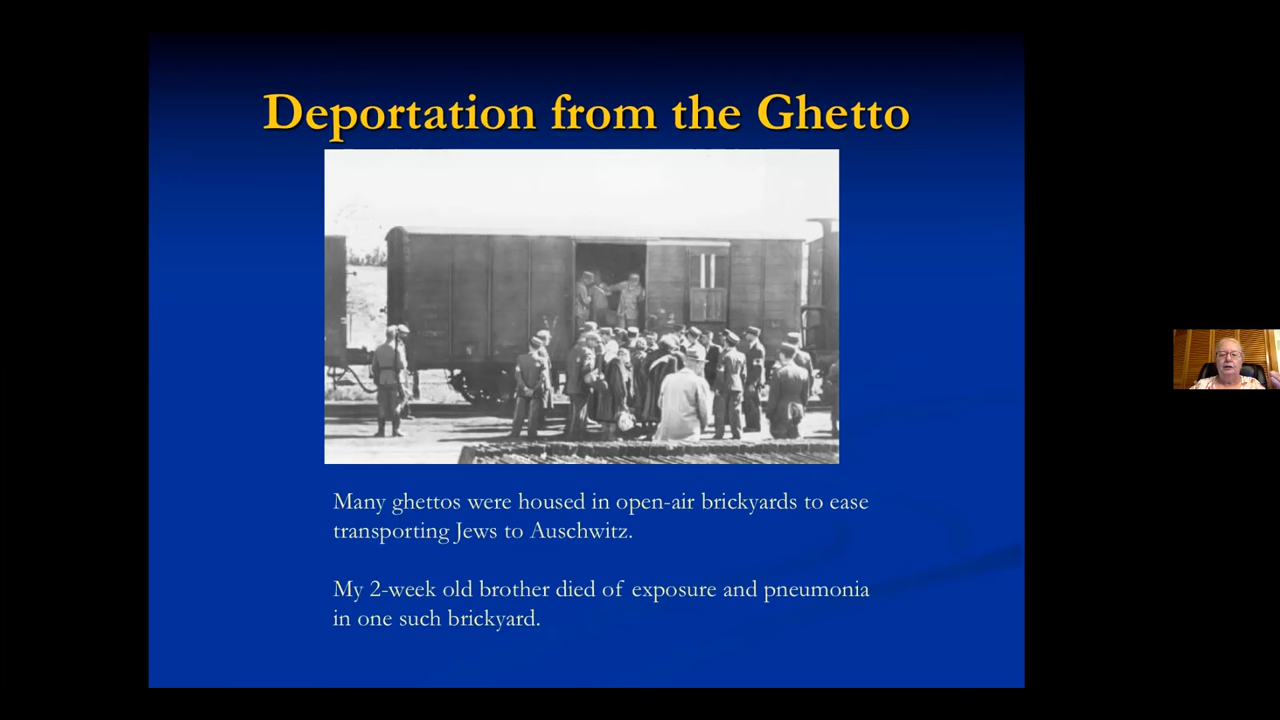 Deportation from the Ghetto
Many ghettos were housed in open-air brickyards to ease
transporting Jews to Auschwitz.
My 2-week old brother died of exposure and pneumonia
in one such brickyard.